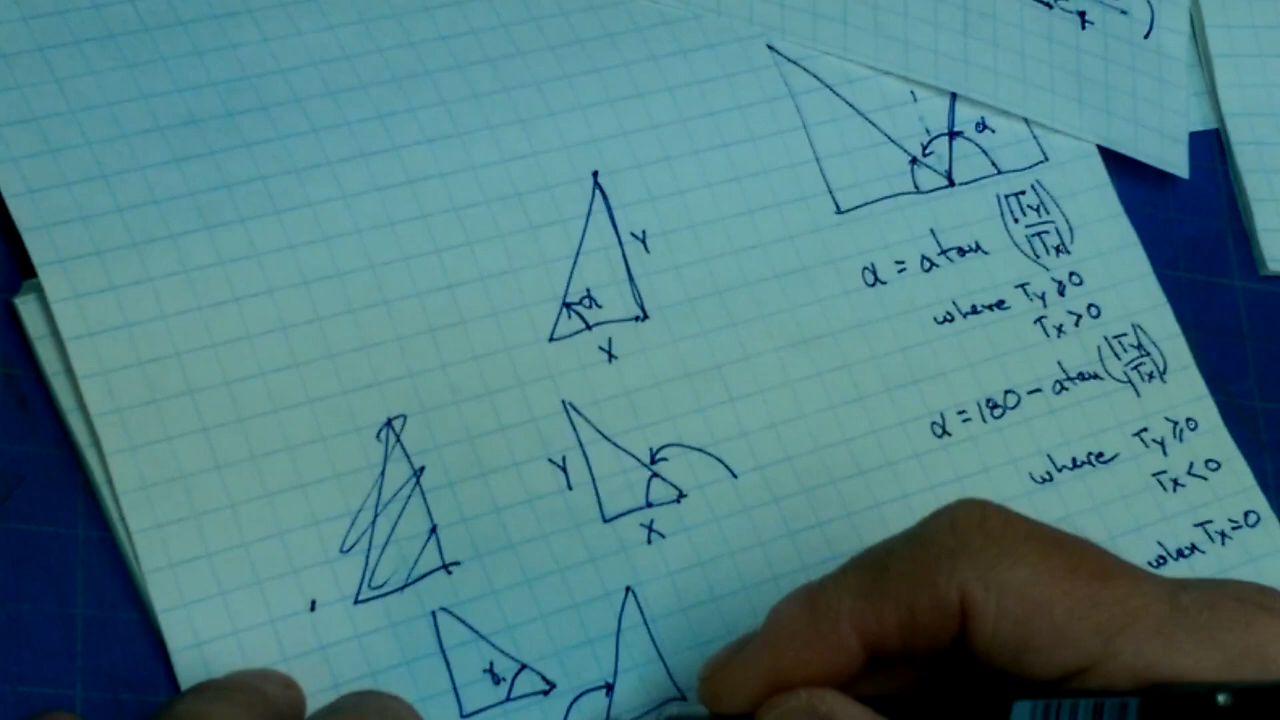 x
)
α
Y
α
X
α = atan (|Ty|/|Tx|)
where Ty ≥ 0
Tx > 0
α = 180 - atan (|Ty|/|Tx|)
where Ty ≥ 0
Tx < 0
when Tx = 0
Y
X